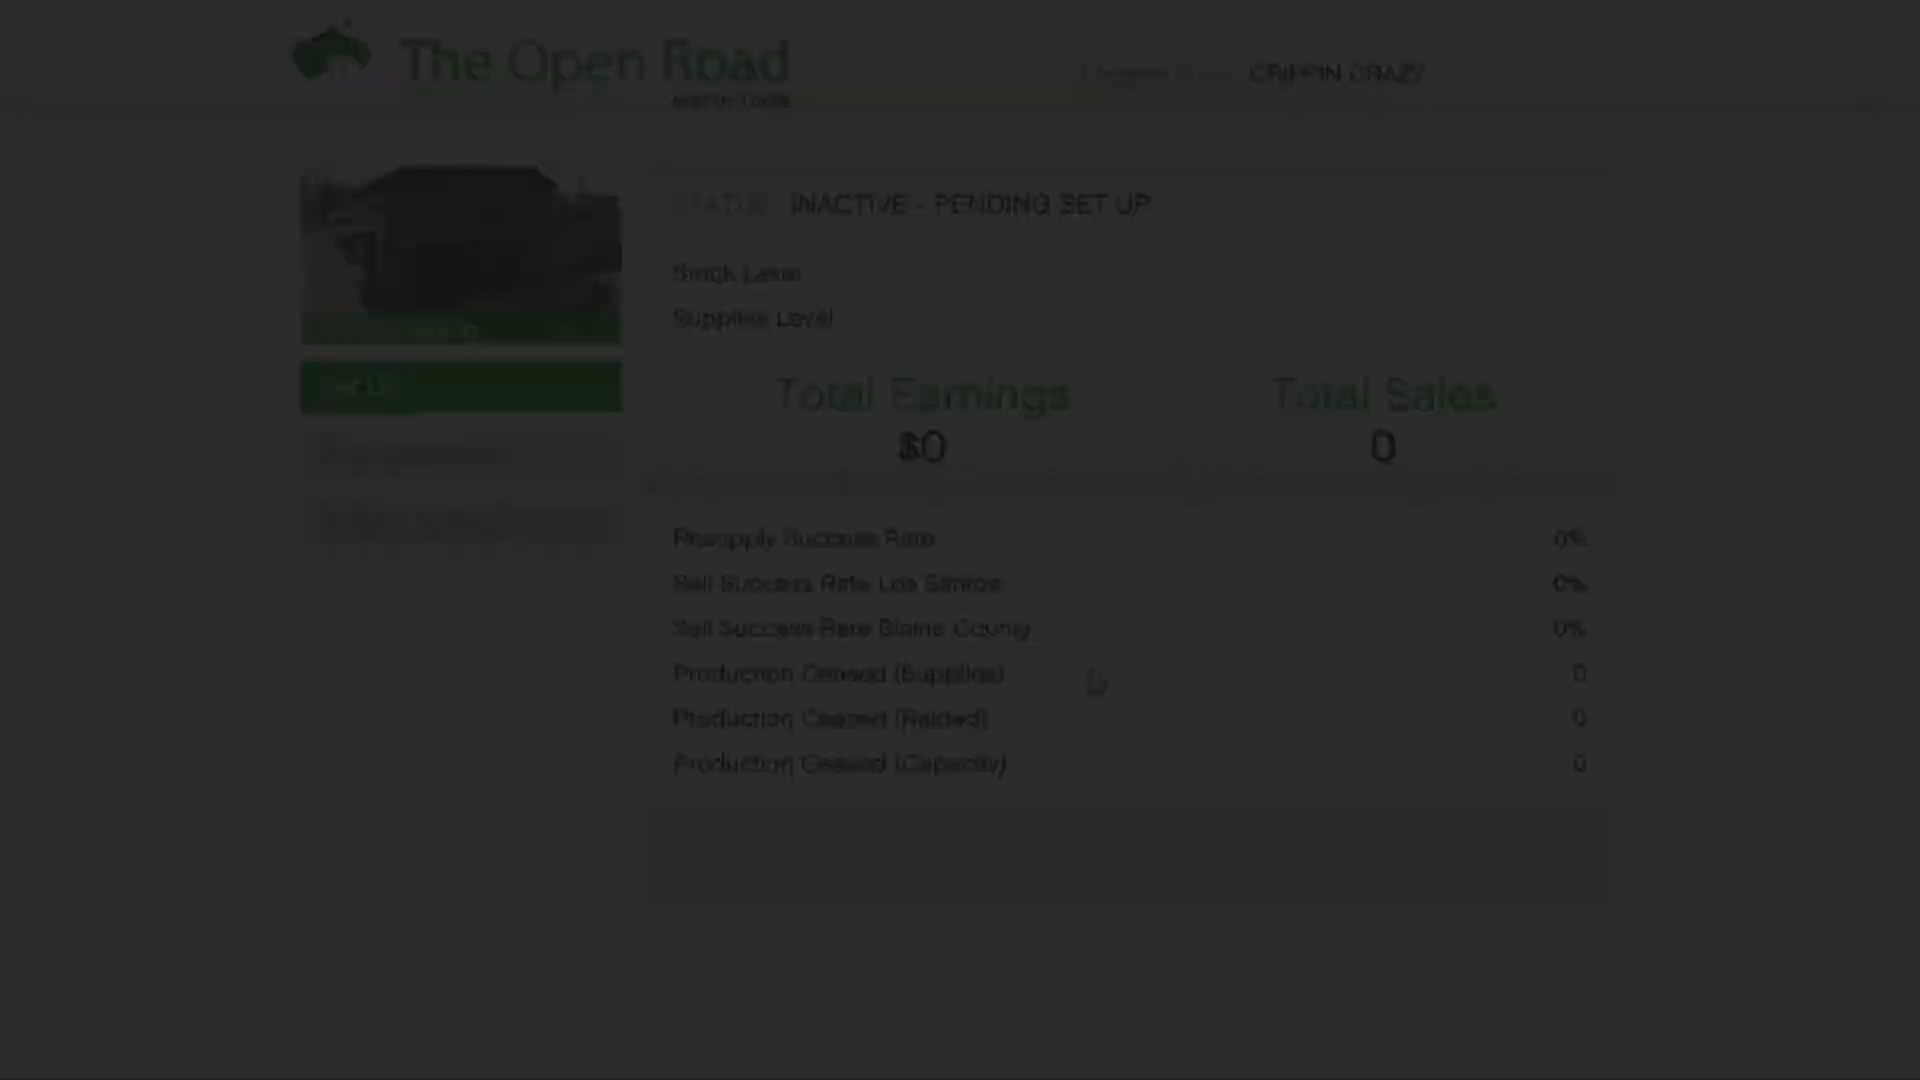 The Open Road
CRIPPIN CRAZY
STATUS: INACTIVE - PENDING SET UP
Stock Level
Supplies Level
Total Earnings
$0
Total Sales
0
Resupply Success Rate
0%
Sell Success Rate Los Santos
0%
Sell Success Rate Blaine County
0%
Production Ceased (Supplies)
0
Production Ceased (Raided)
0
Production Ceased (Capacity)
0